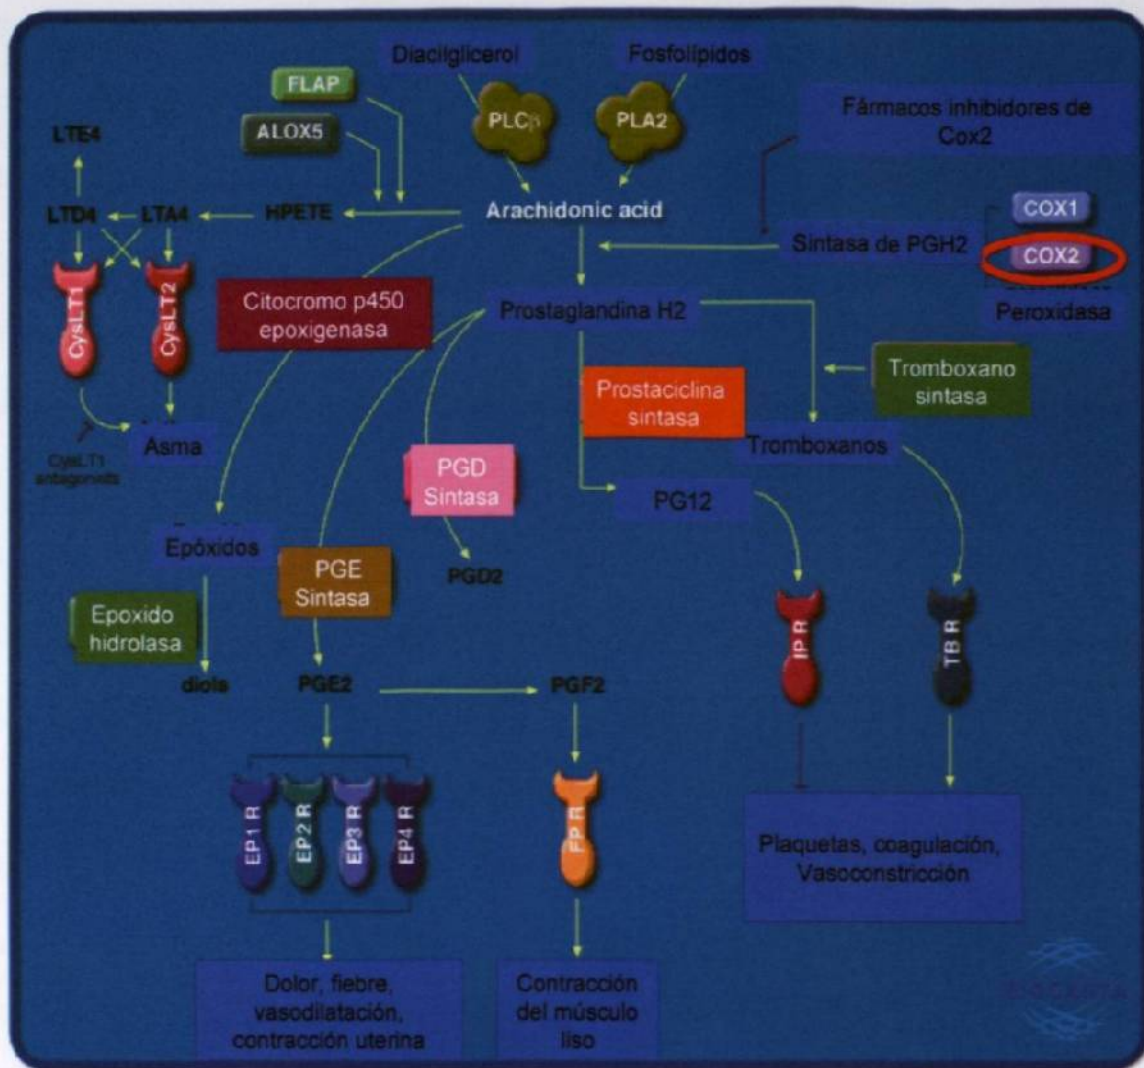 Diacilglicerol
Fosfolípidos
FLAP
ALOX5
PLCβ
PLA2
Fármacos inhibidores de
Cox2
LTE4
LTD4
LTA4
HPETE
Arachidonic acid
COX1
Sintasa de PGH2
COX2
Peroxidasa
CysLT1
CysLT2
Citocromo p450
epoxigenasa
Prostaglandina H2
Prostaciclina
sintasa
Tromboxano
sintasa
Asma
CysLT1
antagonists
Tromboxanos
PGD
Sintasa
PG12
Epóxidos
PGE
Sintasa
PGD2
Epoxido
hidrolasa
IP R
TB R
diols
PGE2
PGF2
EP1 R
EP2 R
EP3 R
EP4 R
FP R
Plaquetas, coagulación,
Vasoconstricción
Dolor, fiebre,
vasodilatación,
contracción uterina
Contracción
del músculo
liso
BIOCARTA